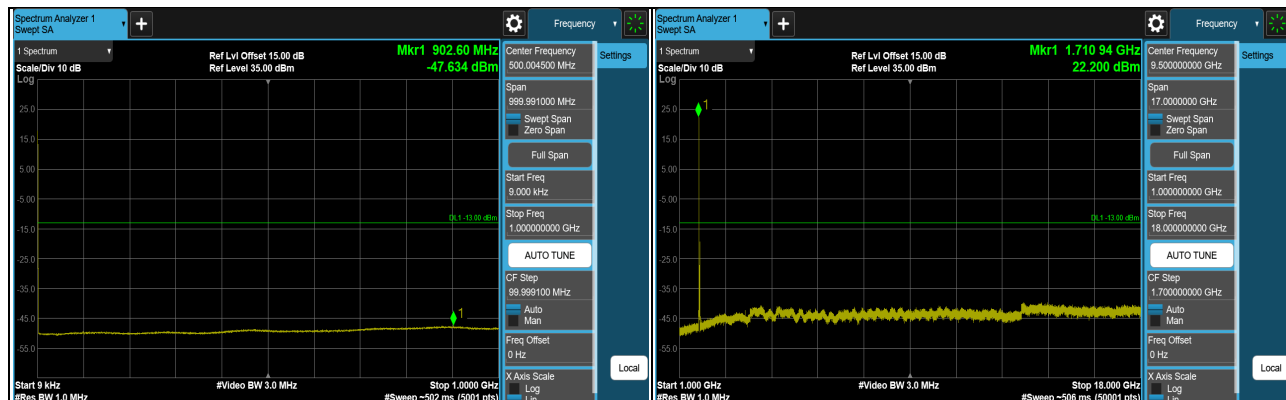 Spectrum Analyzer 1
Swept SA
Frequency
1 Spectrum
Ref Lvl Offset 15.00 dB
Mkr1 902.60 MHz
Scale/Div 10 dB
Ref Level 35.00 dBm
-47.634 dBm
Log
25.0
15.0
5.00
-5.00
-15.0
-25.0
-35.0
-45.0
-55.0
1
DL1 -13.00 dBm
Start 9 kHz
#Video BW 3.0 MHz
Stop 1.0000 GHz
#Res BW 1.0 MHz
#Sweep ~502 ms (5001 pts)
Center Frequency
500.004500 MHz
Settings
Span
999.991000 MHz
Swept Span
Zero Span
Full Span
Start Freq
9.000 kHz
Stop Freq
1.000000000 GHz
AUTO TUNE
CF Step
99.999100 MHz
Auto
Man
Freq Offset
0 Hz
X Axis Scale
Log
Lin
Local
Spectrum Analyzer 1
Swept SA
Frequency
1 Spectrum
Ref Lvl Offset 15.00 dB
Mkr1 1.710 94 GHz
Scale/Div 10 dB
Ref Level 35.00 dBm
22.200 dBm
Log
25.0
15.0
5.00
-5.00
-15.0
-25.0
-35.0
-45.0
-55.0
1
DL1 -13.00 dBm
Start 1.000 GHz
#Video BW 3.0 MHz
Stop 18.000 GHz
#Res BW 1.0 MHz
#Sweep ~506 ms (50001 pts)
Center Frequency
9.500000000 GHz
Settings
Span
17.0000000 GHz
Swept Span
Zero Span
Full Span
Start Freq
1.000000000 GHz
Stop Freq
18.000000000 GHz
AUTO TUNE
CF Step
1.700000000 GHz
Auto
Man
Freq Offset
0 Hz
X Axis Scale
Log
Lin
Local